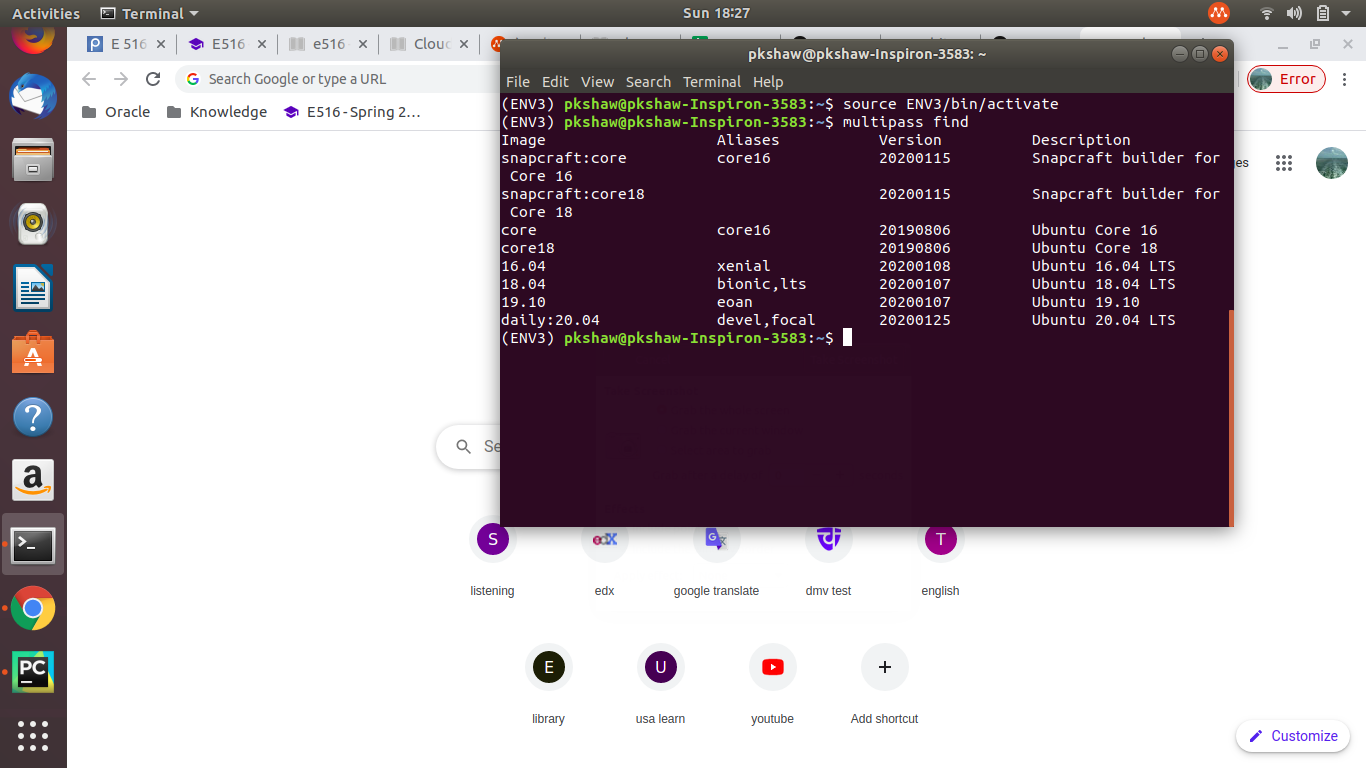 Activities Terminal Sun 18:27
E 516 E516 e516 Clou
pkshaw@pkshaw-Inspiron-3583: ~
Search Google or type a URL Error
File Edit View Search Terminal Help
Oracle Knowledge E516 - Spring 2…
(ENV3) pkshaw@pkshaw-Inspiron-3583:~$ source ENV3/bin/activate
(ENV3) pkshaw@pkshaw-Inspiron-3583:~$ multipass find
Image Aliases Version Description
snapcraft:core core16 20200115 Snapcraft builder for
Core 16
snapcraft:core18 20200115 Snapcraft builder for
Core 18
core core16 20190806 Ubuntu Core 16
core18 20190806 Ubuntu Core 18
16.04 xenial 20200108 Ubuntu 16.04 LTS
18.04 bionic,lts 20200107 Ubuntu 18.04 LTS
19.10 eoan 20200107 Ubuntu 19.10
daily:20.04 devel,focal 20200125 Ubuntu 20.04 LTS
(ENV3) pkshaw@pkshaw-Inspiron-3583:~$
S edX G T
listening edx google translate dmv test english
PC
E U
library usa learn youtube Add shortcut
Customize